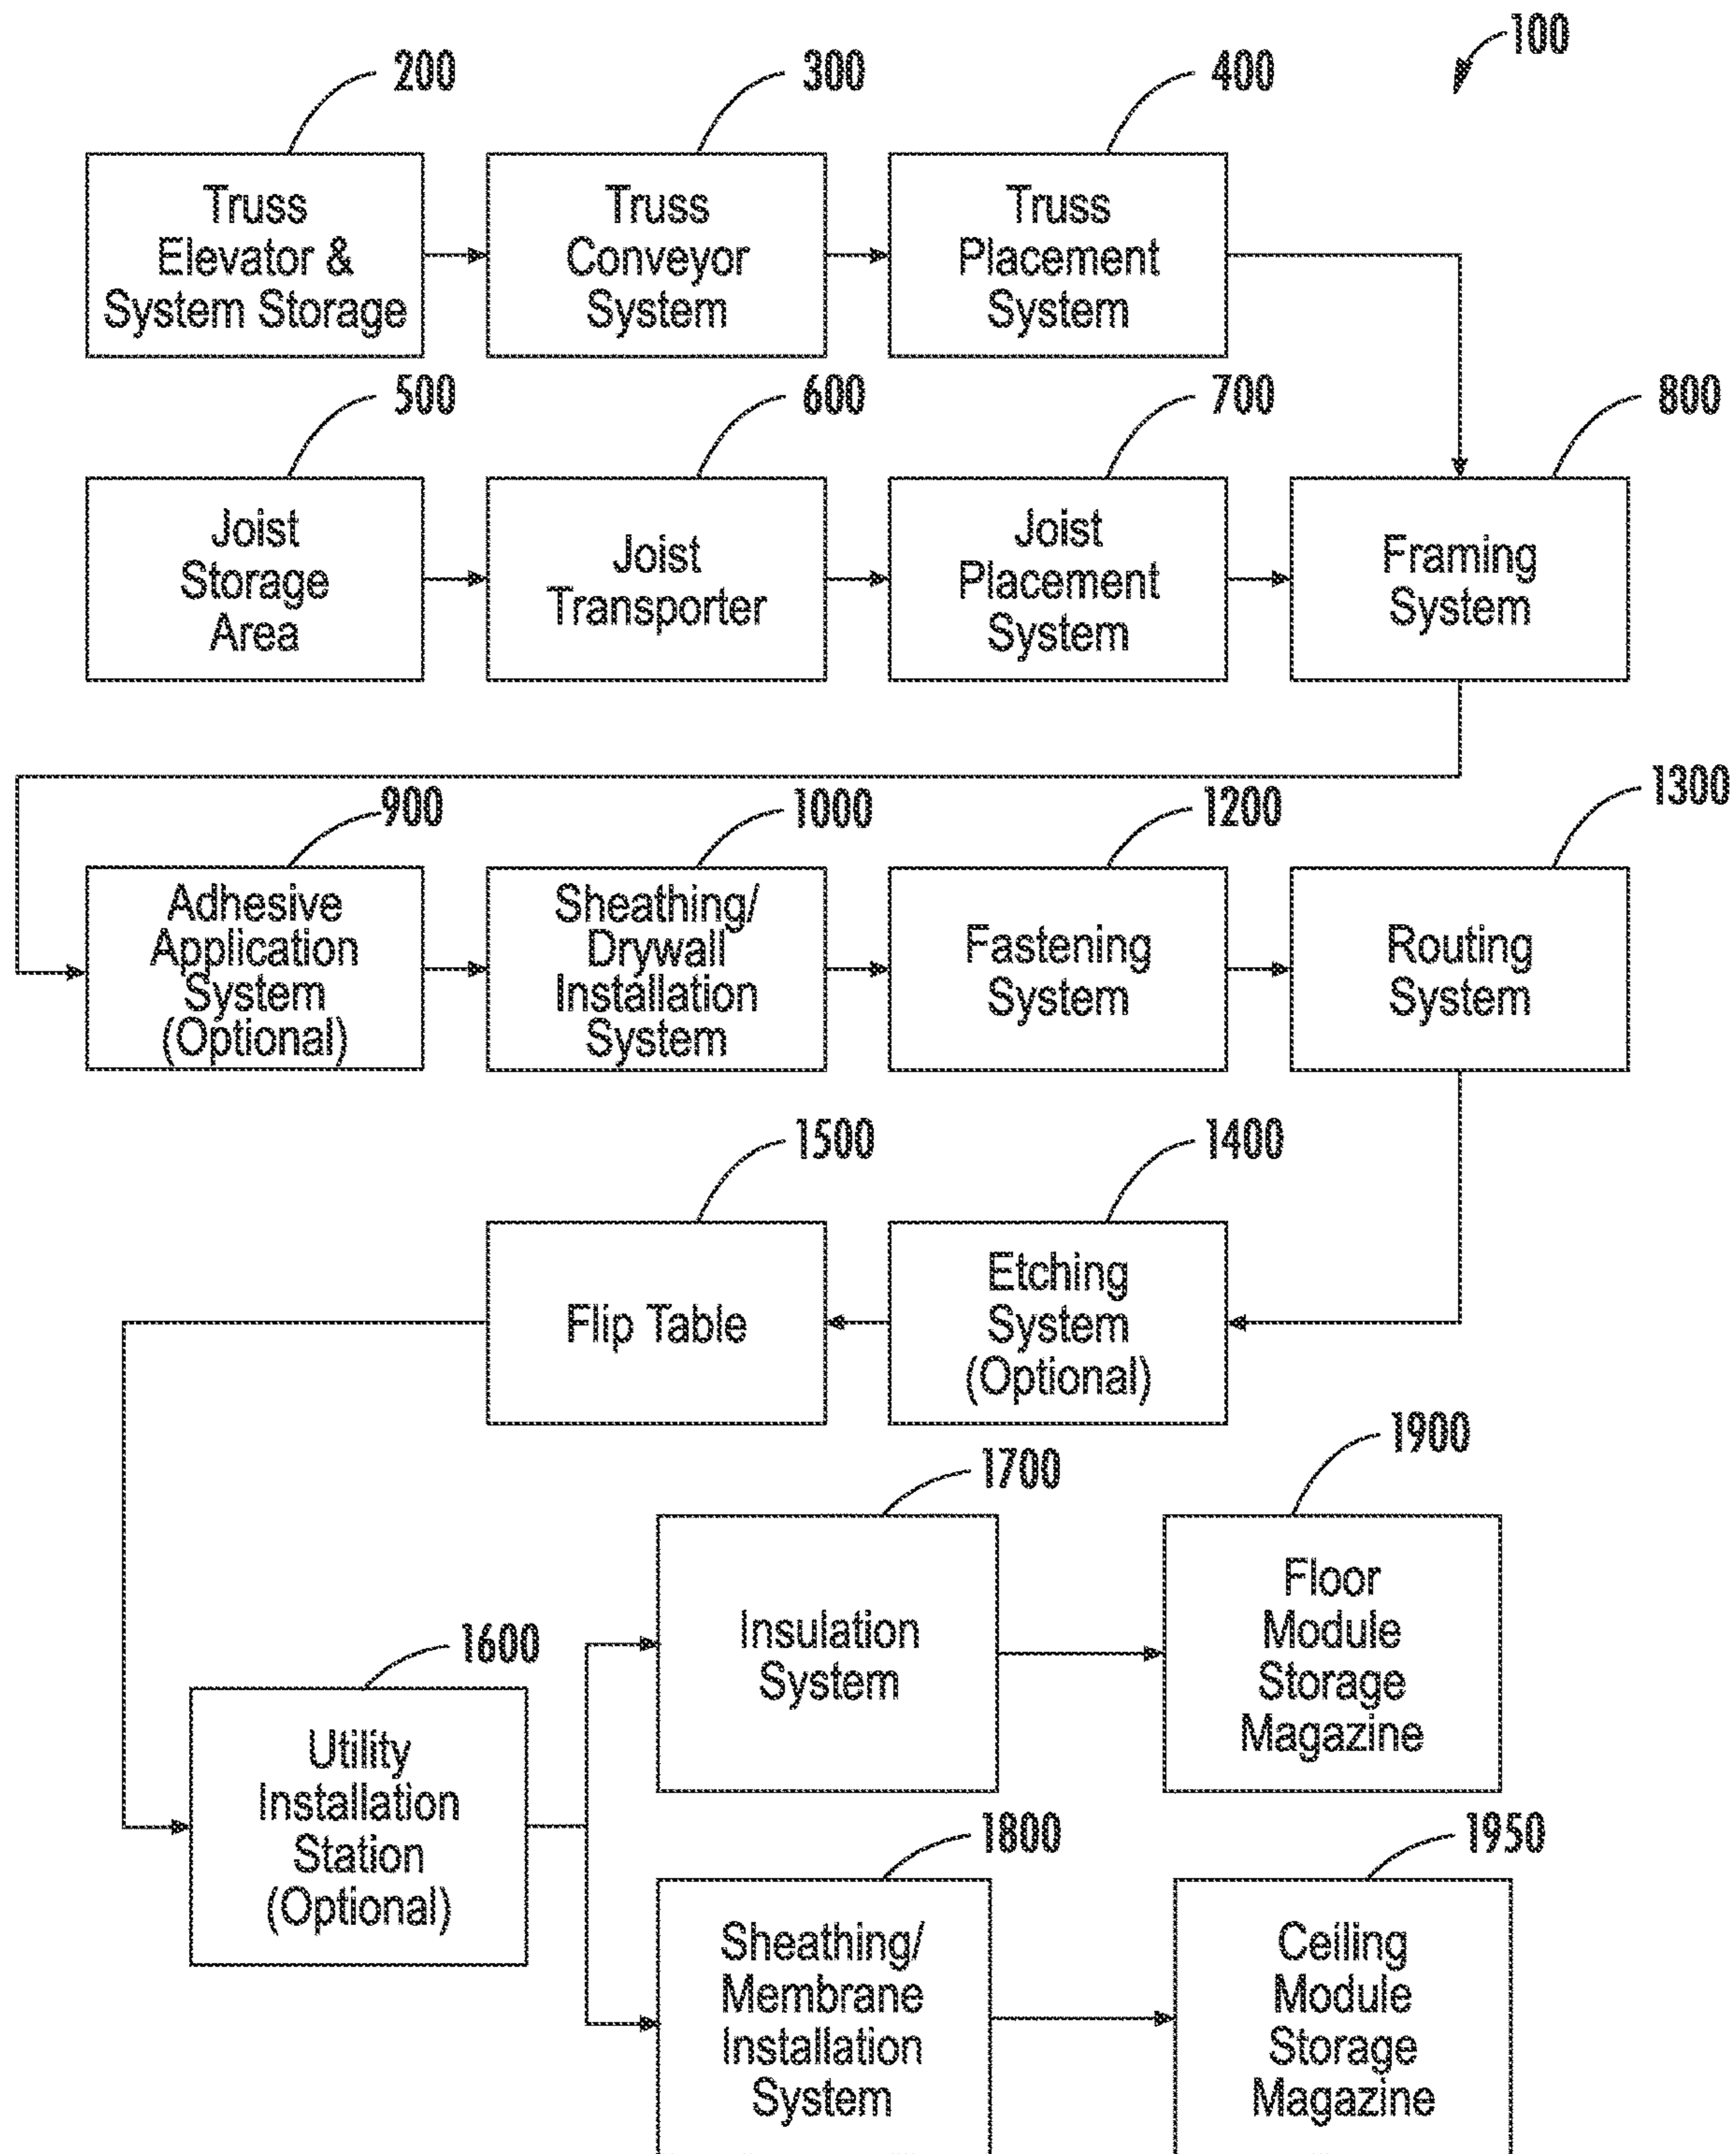 100
200
300
400
Truss
Elevator &
System Storage
Truss
Conveyor
System
Truss
Placement
System
500
600
700
800
Joist
Storage
Area
Joist
Transporter
Joist
Placement
System
Framing
System
900
1000
1200
1300
Adhesive
Application
System
(Optional)
Sheathing/
Drywall
Installation
System
Fastening
System
Routing
System
1500
1400
Flip Table
Etching
System
(Optional)
1700
1900
Insulation
System
Floor
Module
Storage
Magazine
1600
Utility
Installation
Station
(Optional)
1800
1950
Sheathing/
Membrane
Installation
System
Ceiling
Module
Storage
Magazine